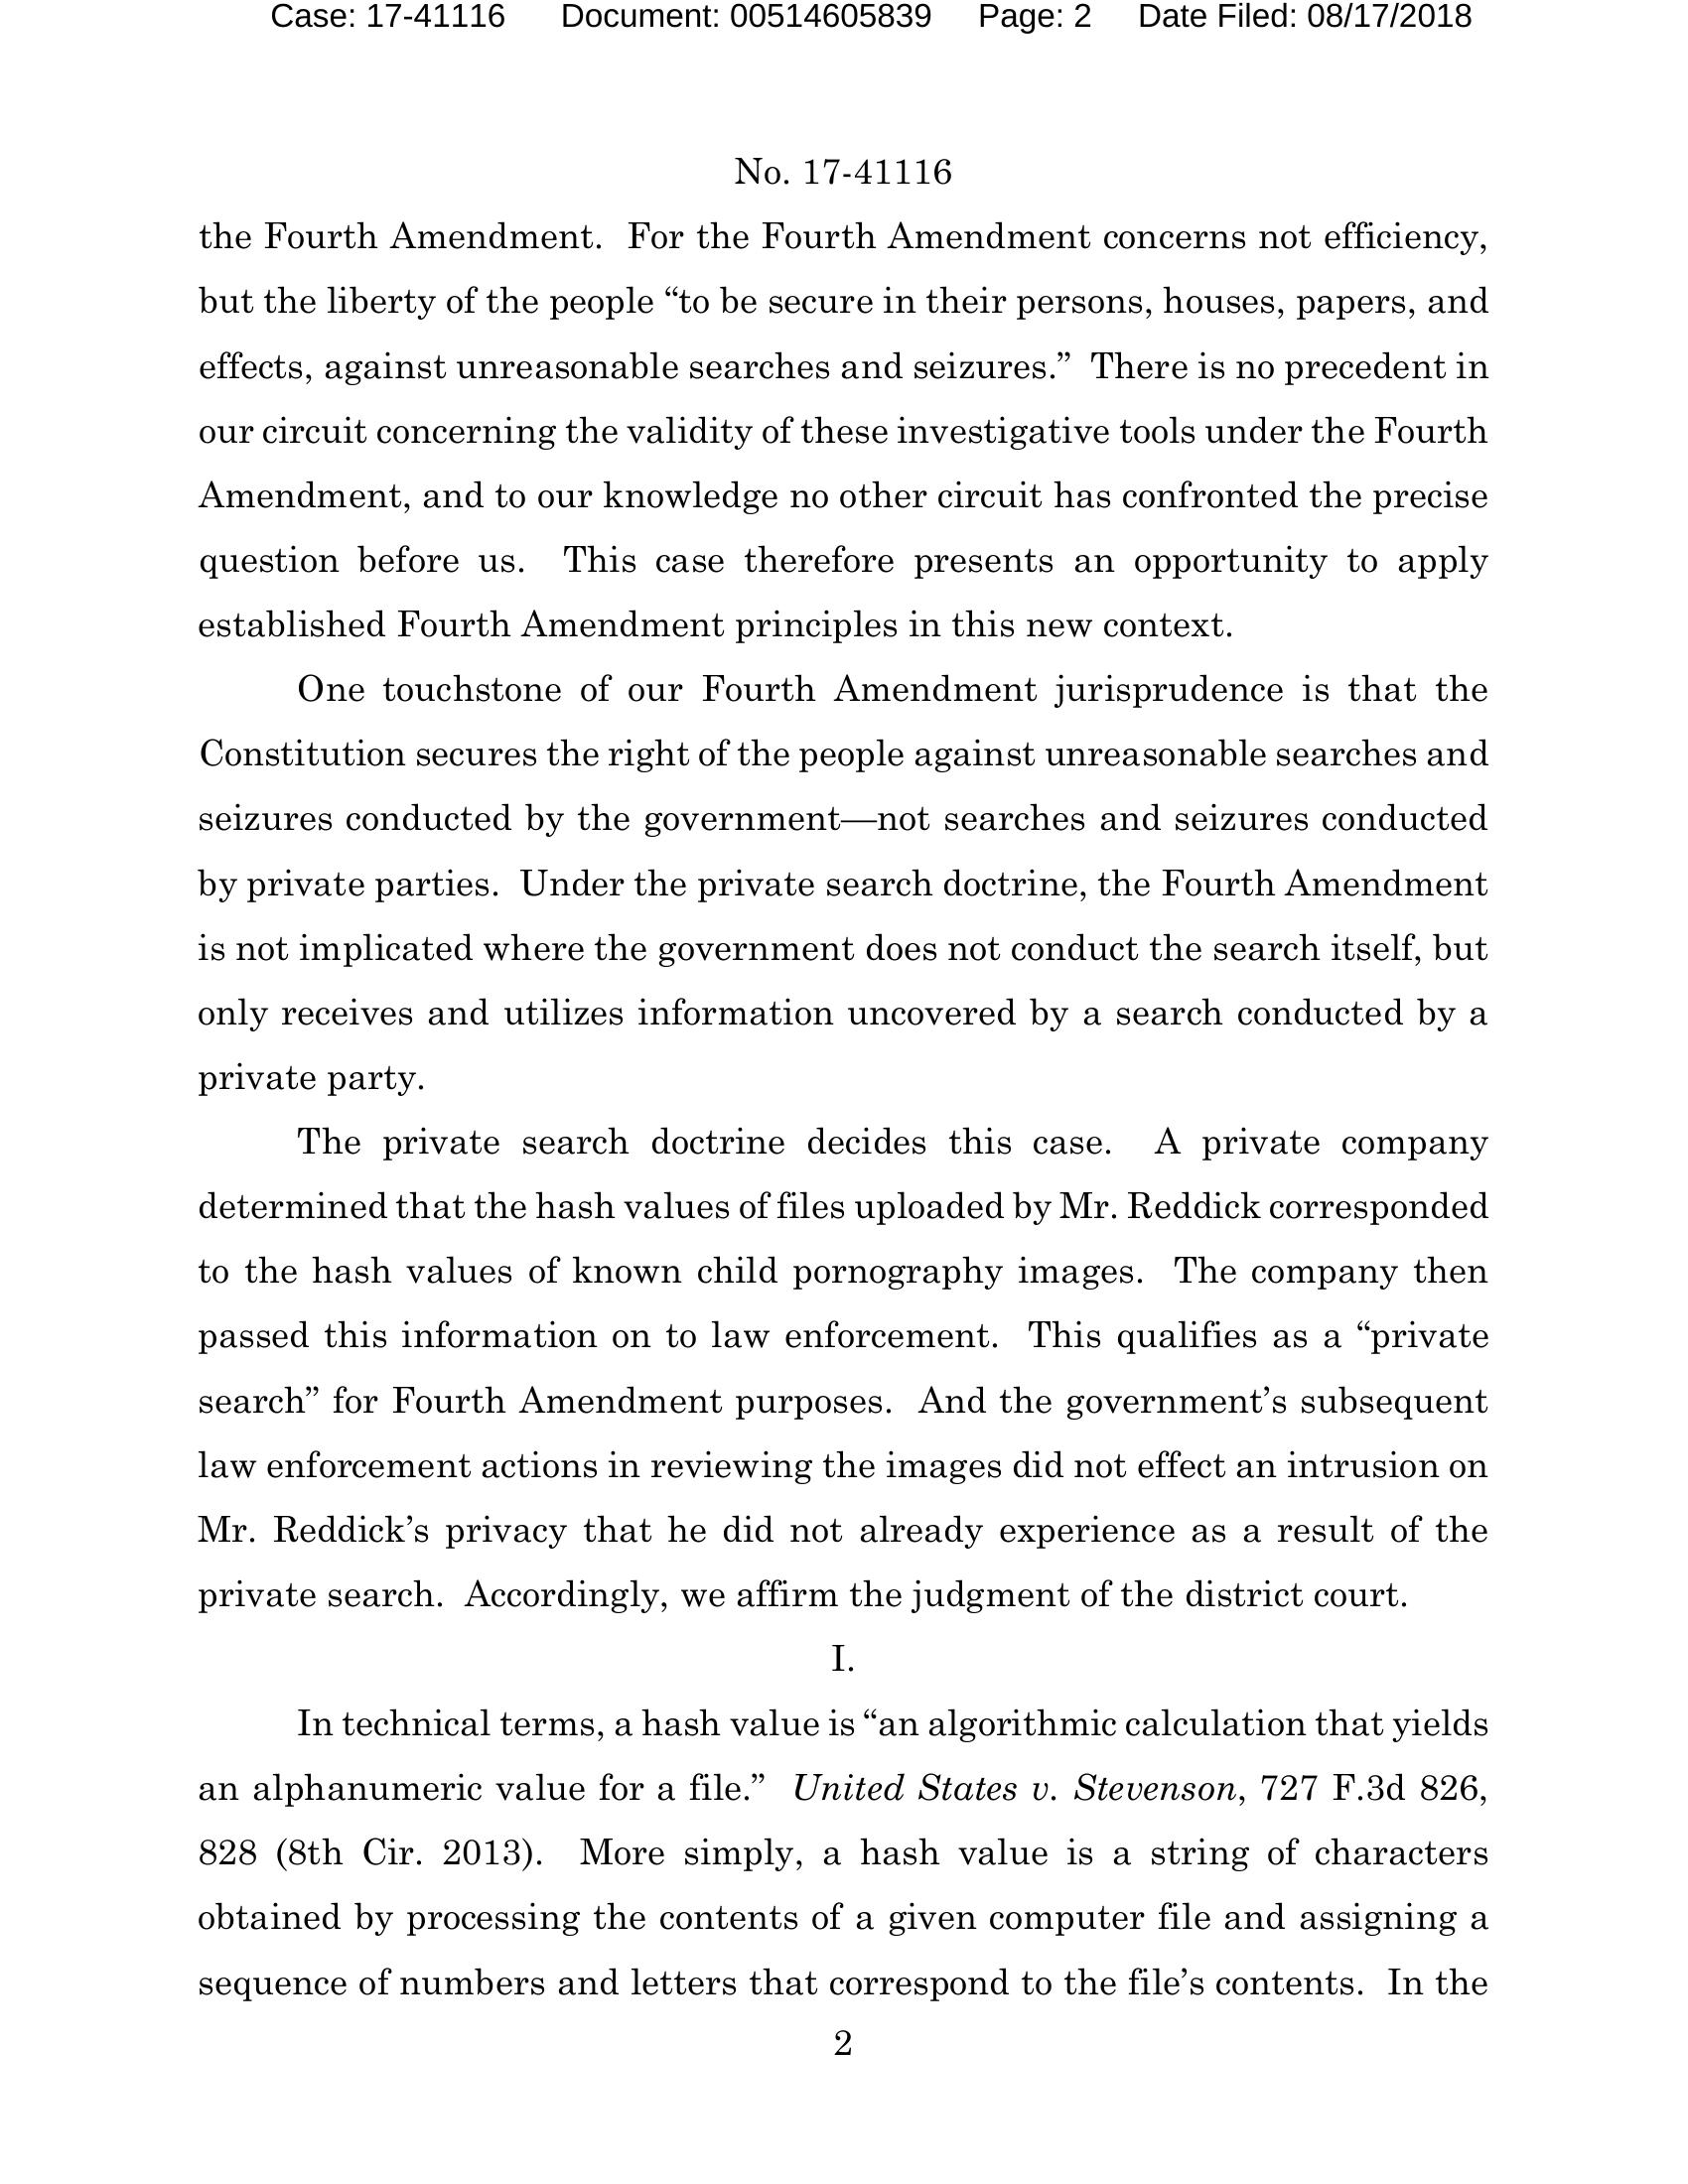 Case: 17-41116 Document: 00514605839 Page: 2 Date Filed: 08/17/2018
No. 17-41116
the Fourth Amendment. For the Fourth Amendment concerns not efficiency,
but the liberty of the people “to be secure in their persons, houses, papers, and
effects, against unreasonable searches and seizures.” There is no precedent in
our circuit concerning the validity of these investigative tools under the Fourth
Amendment, and to our knowledge no other circuit has confronted the precise
question before us. This case therefore presents an opportunity to apply
established Fourth Amendment principles in this new context.
One touchstone of our Fourth Amendment jurisprudence is that the
Constitution secures the right of the people against unreasonable searches and
seizures conducted by the government—not searches and seizures conducted
by private parties. Under the private search doctrine, the Fourth Amendment
is not implicated where the government does not conduct the search itself, but
only receives and utilizes information uncovered by a search conducted by a
private party.
The private search doctrine decides this case. A private company
determined that the hash values of files uploaded by Mr. Reddick corresponded
to the hash values of known child pornography images. The company then
passed this information on to law enforcement. This qualifies as a “private
search” for Fourth Amendment purposes. And the government’s subsequent
law enforcement actions in reviewing the images did not effect an intrusion on
Mr. Reddick’s privacy that he did not already experience as a result of the
private search. Accordingly, we affirm the judgment of the district court.
I.
In technical terms, a hash value is “an algorithmic calculation that yields
an alphanumeric value for a file.” United States v. Stevenson, 727 F.3d 826,
828 (8th Cir. 2013). More simply, a hash value is a string of characters
obtained by processing the contents of a given computer file and assigning a
sequence of numbers and letters that correspond to the file’s contents. In the
2